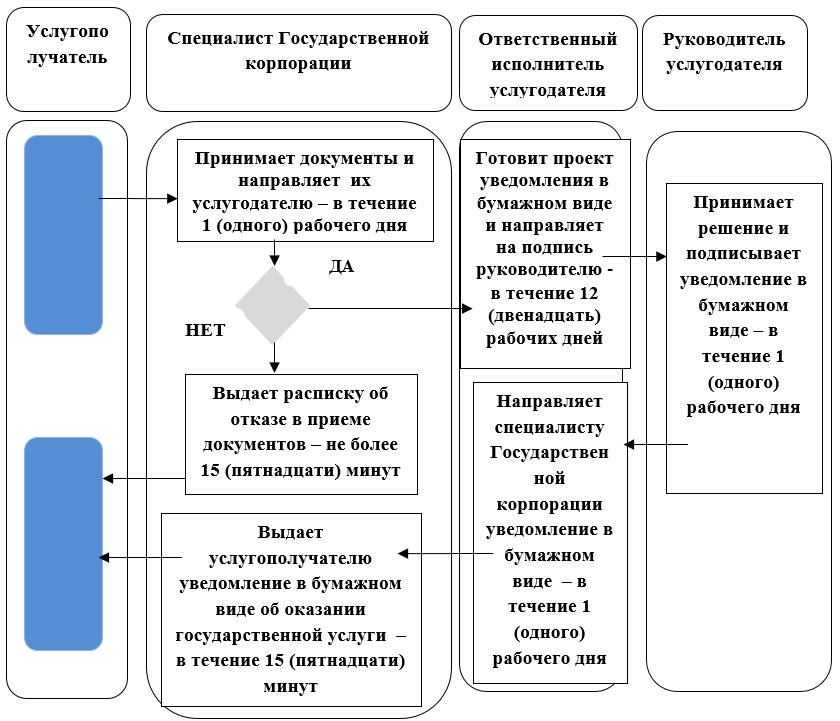 Услугопо
лучатель
Специалист Государственной
корпорации
Ответственный
исполнитель
услугодателя
Руководитель
услугодателя
Принимает документы и
направляет их
услугодателю – в течение
1 (одного) рабочего дня
ДА
НЕТ
Выдает расписку об
отказе в приеме
документов – не более
15 (пятнадцати) минут
Выдает
услугополучателю
уведомление в бумажном
виде об оказании
государственной услуги –
в течение 15 (пятнадцати)
минут
Готовит проект
уведомления в
бумажном виде
и направляет
на подпись
руководителю -
в течение 12
(двенадцать)
рабочих дней
Направляет
специалисту
Государствен
ной
корпорации
уведомление в
бумажном
виде – в
течение 1
(одного)
рабочего дня
Принимает
решение и
подписывает
уведомление в
бумажном
виде – в
течение 1
(одного)
рабочего дня